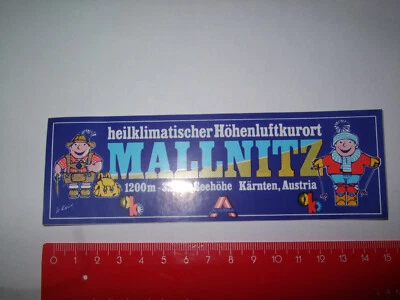 heilklimatischer Höhenluftkurort
MALLNITZ
1200m - Seehöhe Kärnten, Austria
0 1 2 3 4 5 6 7 8 9 10 11 12 13 14 15